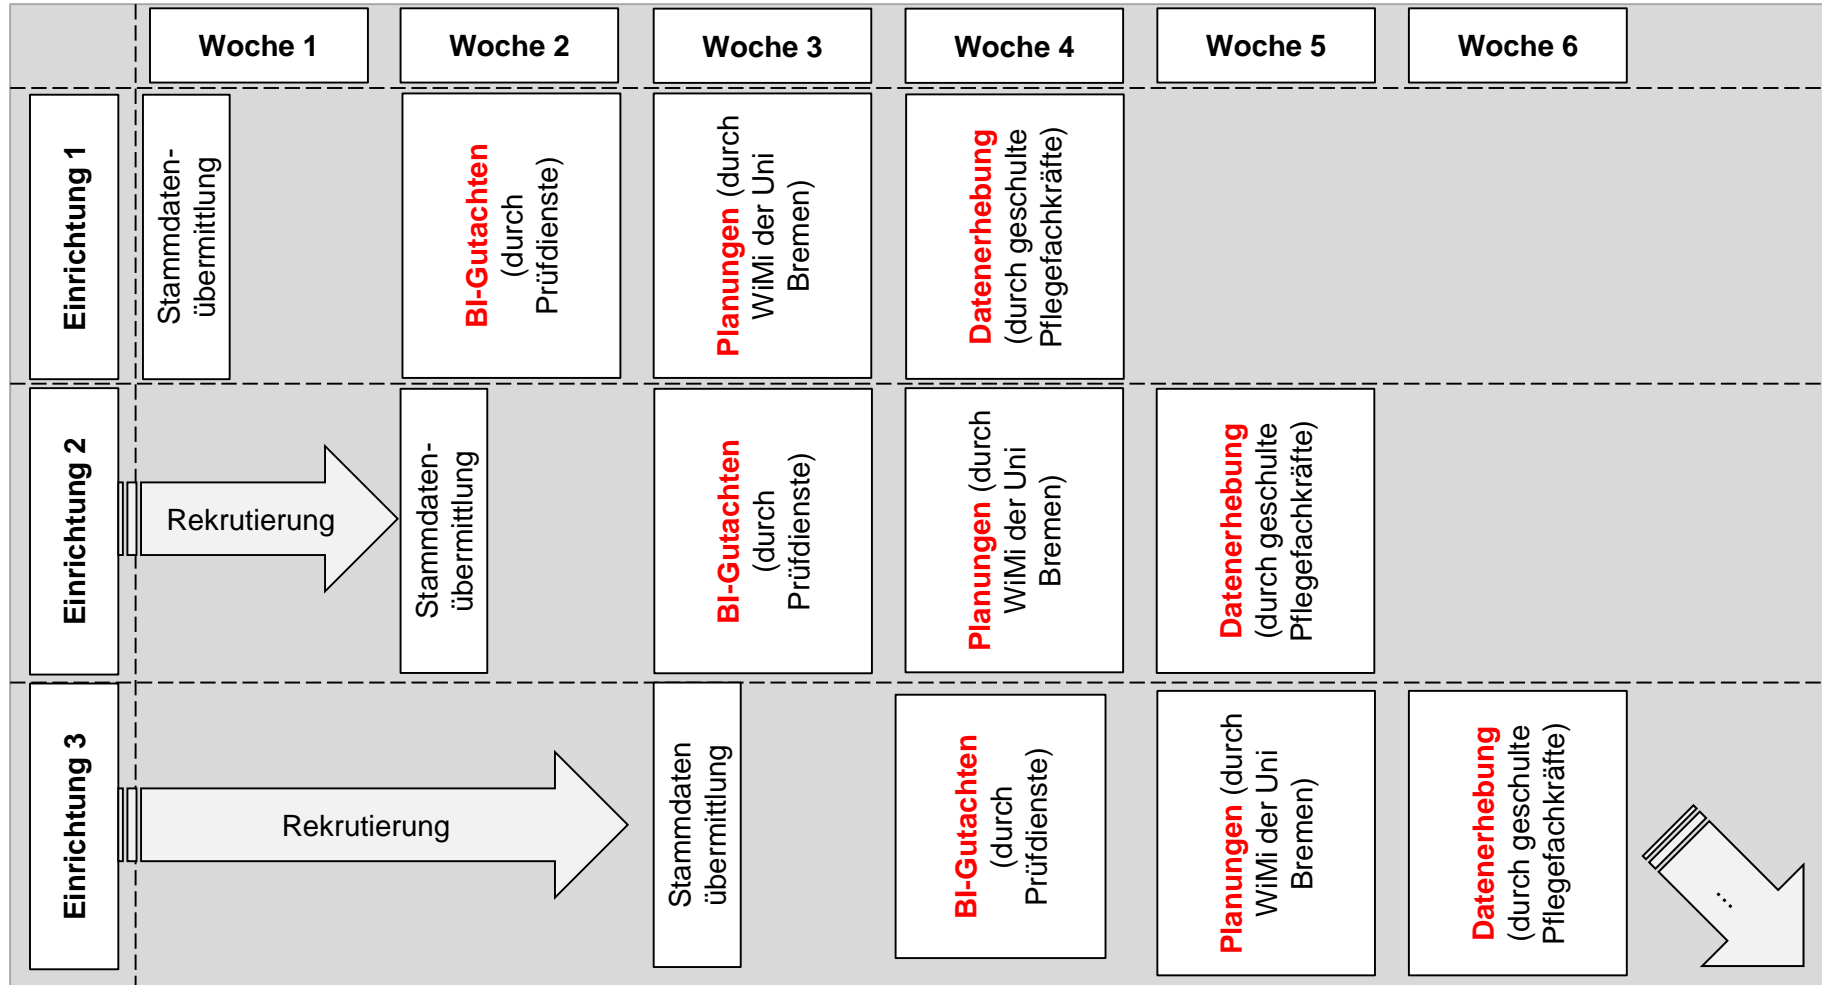 Woche 1
Woche 2
Woche 3
Woche 4
Woche 5
Woche 6
Einrichtung 1
Stammdaten-
übermittlung
BI-Gutachten
(durch
Prüfdienste)
Planungen (durch
WiMi der Uni
Bremen)
Datenerhebung
(durch geschulte
Pflegefachkräfte)
Einrichtung 2
Rekrutierung
Stammdaten-
übermittlung
BI-Gutachten
(durch
Prüfdienste)
Planungen (durch
WiMi der Uni
Bremen)
Datenerhebung
(durch geschulte
Pflegefachkräfte)
Einrichtung 3
Rekrutierung
Stammdaten
übermittlung
BI-Gutachten
(durch
Prüfdienste)
Planungen (durch
WiMi der Uni
Bremen)
Datenerhebung
(durch geschulte
Pflegefachkräfte)
...